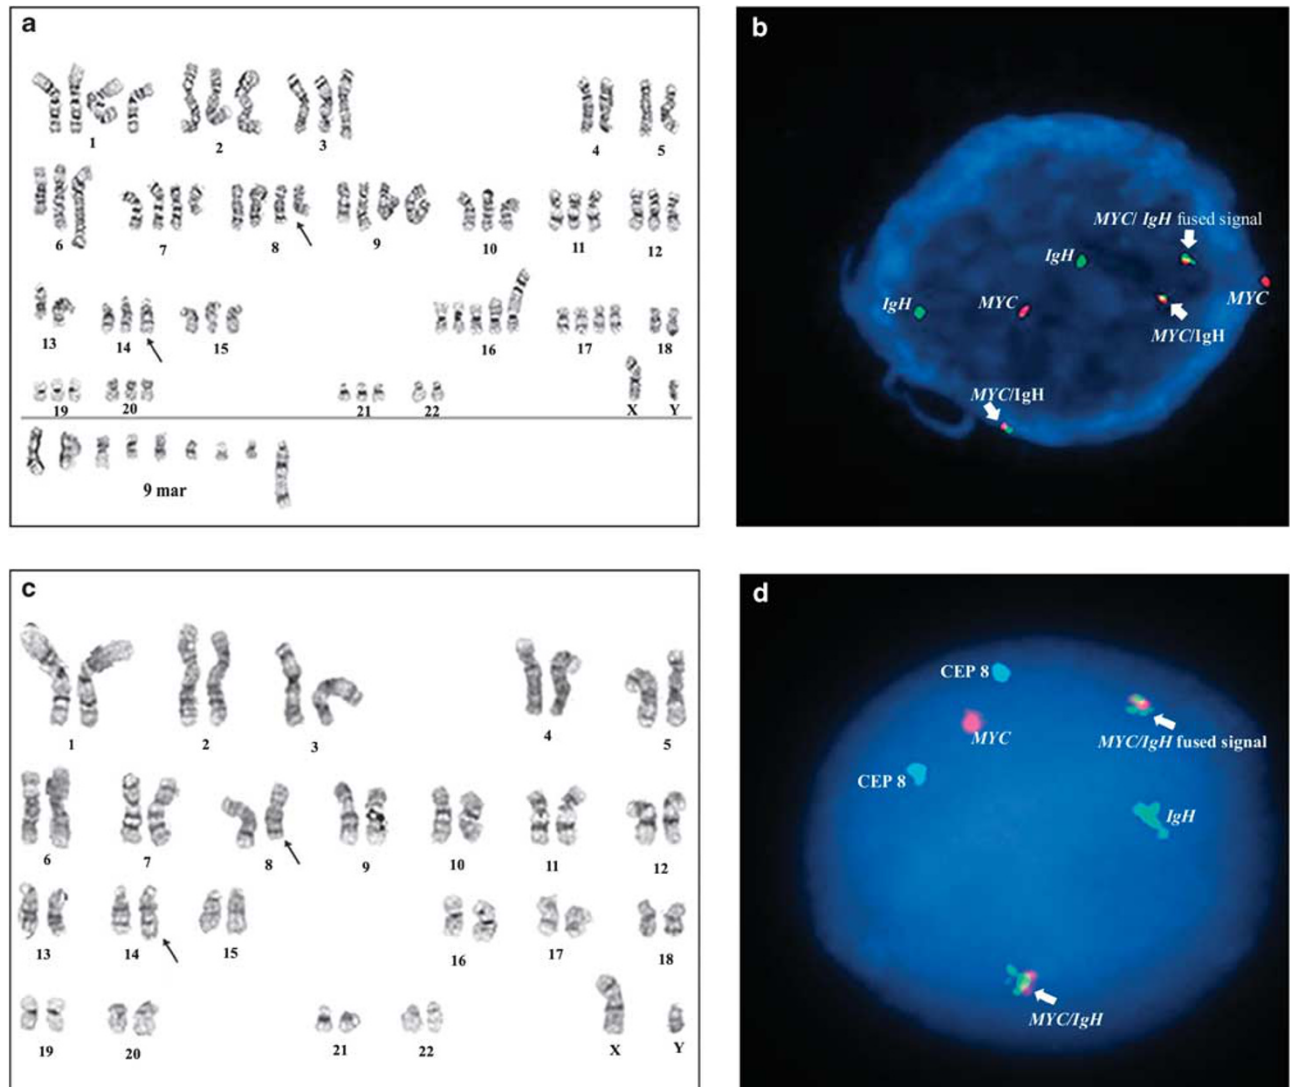 a
1 2 3 4 5
6 7 8 9 10 11 12
13 14 15 16 17 18
19 20 21 22 X Y
9 mar
b
MYC/ IgH fused signal
IgH
IgH
MYC
MYC
MYC/IgH
MYC/IgH
c
1 2 3 4 5
6 7 8 9 10 11 12
13 14 15 16 17 18
19 20 21 22 X Y
d
CEP 8
MYC
MYC/IgH fused signal
CEP 8
IgH
MYC/IgH